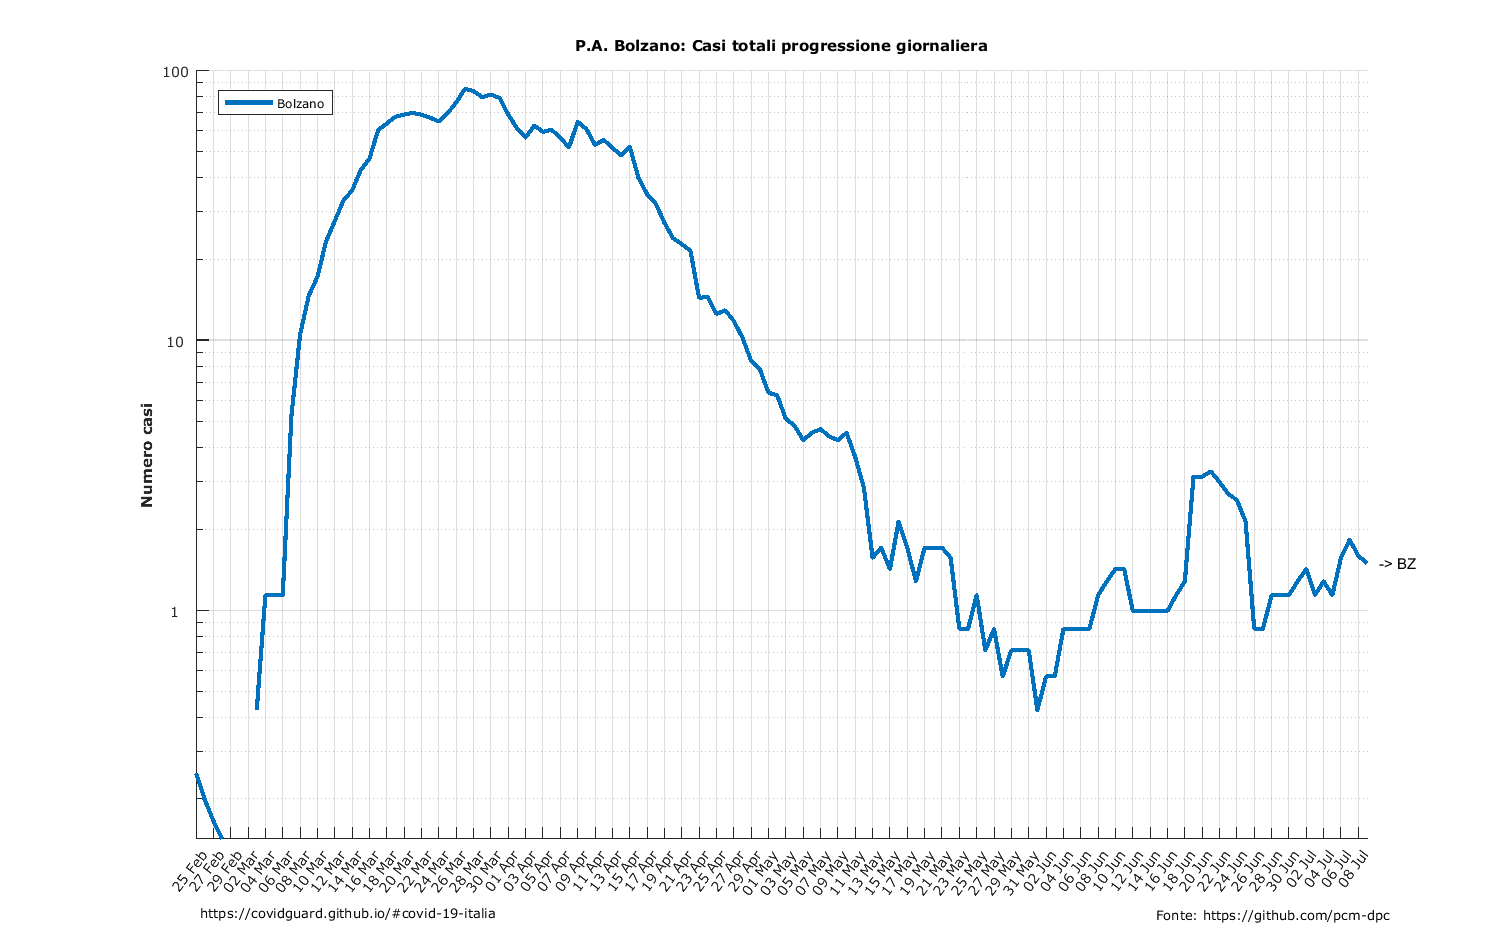 P.A. Bolzano: Casi totali progressione giornaliera
100
Bolzano
10
Numero casi
1
-> BZ
25 Feb
27 Feb
29 Feb
02 Mar
04 Mar
06 Mar
08 Mar
10 Mar
12 Mar
14 Mar
16 Mar
18 Mar
20 Mar
22 Mar
24 Mar
26 Mar
28 Mar
30 Mar
01 Apr
03 Apr
05 Apr
07 Apr
09 Apr
11 Apr
13 Apr
15 Apr
17 Apr
19 Apr
21 Apr
23 Apr
25 Apr
27 Apr
29 Apr
01 May
03 May
05 May
07 May
09 May
11 May
13 May
15 May
17 May
19 May
21 May
23 May
25 May
27 May
29 May
31 May
02 Jun
04 Jun
06 Jun
08 Jun
10 Jun
12 Jun
14 Jun
16 Jun
18 Jun
20 Jun
22 Jun
24 Jun
26 Jun
28 Jun
30 Jun
02 Jul
04 Jul
06 Jul
08 Jul
https://covidguard.github.io/#covid-19-italia
Fonte: https://github.com/pcm-dpc